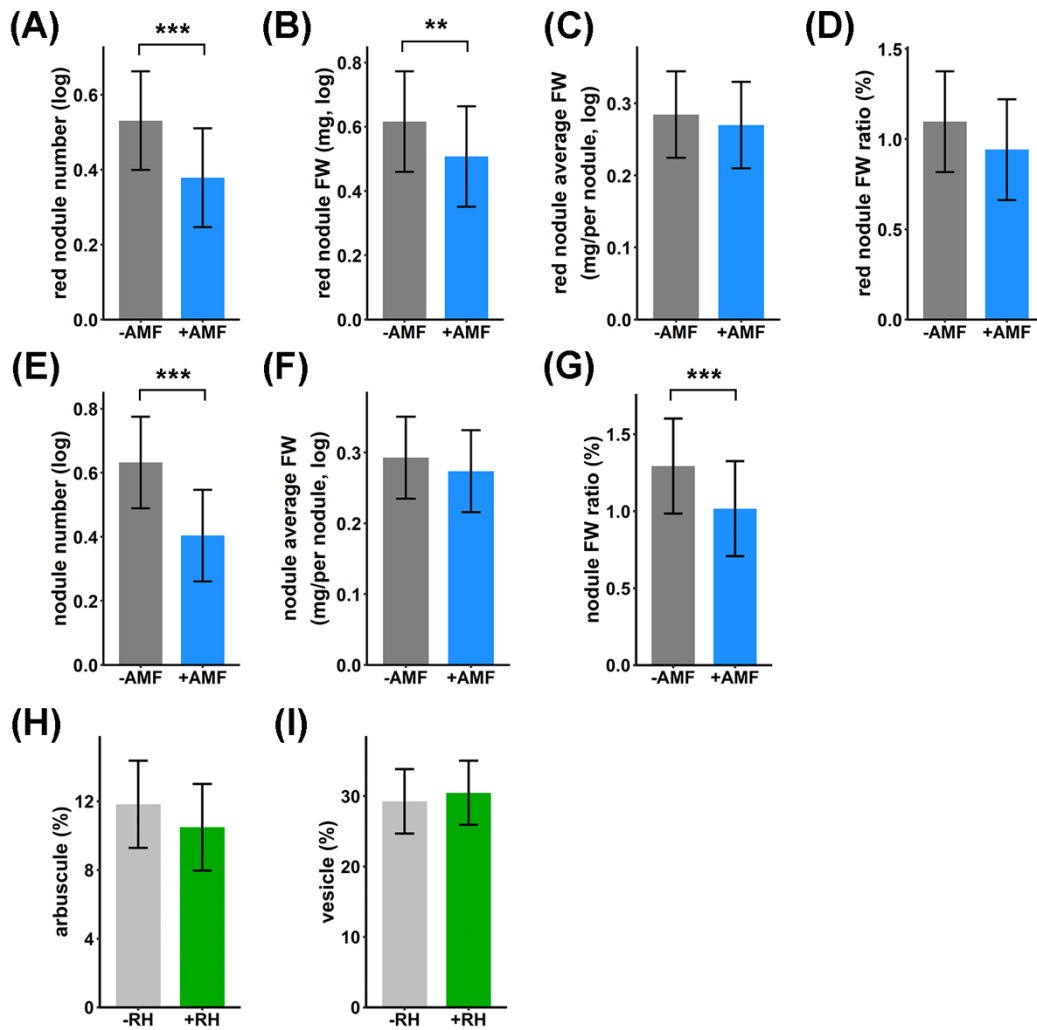 (A)
***
red nodule number (log)
0.6
0.4
0.2
0.0
-AMF +AMF
(B)
**
red nodule FW (mg, log)
0.8
0.6
0.4
0.2
0.0
-AMF +AMF
(C)
red nodule average FW
(mg/per nodule, log)
0.3
0.2
0.1
0.0
-AMF +AMF
(D)
red nodule FW ratio (%)
1.5
1.0
0.5
0.0
-AMF +AMF
(E)
***
nodule number (log)
0.8
0.6
0.4
0.2
0.0
-AMF +AMF
(F)
nodule average FW
(mg/per nodule, log)
0.3
0.2
0.1
0.0
-AMF +AMF
(G)
***
nodule FW ratio (%)
1.5
1.0
0.5
0.0
-AMF +AMF
(H)
arbuscule (%)
12
8
4
0
-RH +RH
(I)
vesicle (%)
30
20
10
0
-RH +RH